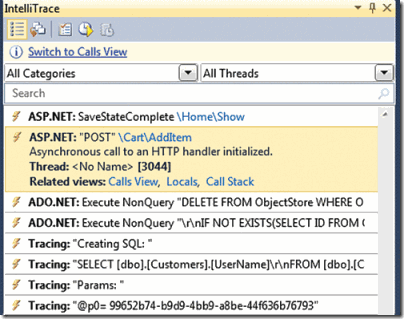 IntelliTrace
Switch to Calls View
All Categories All Threads
Search
ASP.NET: SaveStateComplete \Home\Show
ASP.NET: "POST" \Cart\AddItem
Asynchronous call to an HTTP handler initialized.
Thread: <No Name> [3044]
Related views: Calls View, Locals, Call Stack
ADO.NET: Execute NonQuery "DELETE FROM ObjectStore WHERE O
ADO.NET: Execute NonQuery "\r\nIF NOT EXISTS(SELECT ID FROM
Tracing: "Creating SQL: "
Tracing: "SELECT [dbo].[Customers].[UserName]\r\nFROM [dbo].[C
Tracing: "Params: "
Tracing: "@p0= 99652b74-b9d9-4bb9-a8be-44f636b76793"